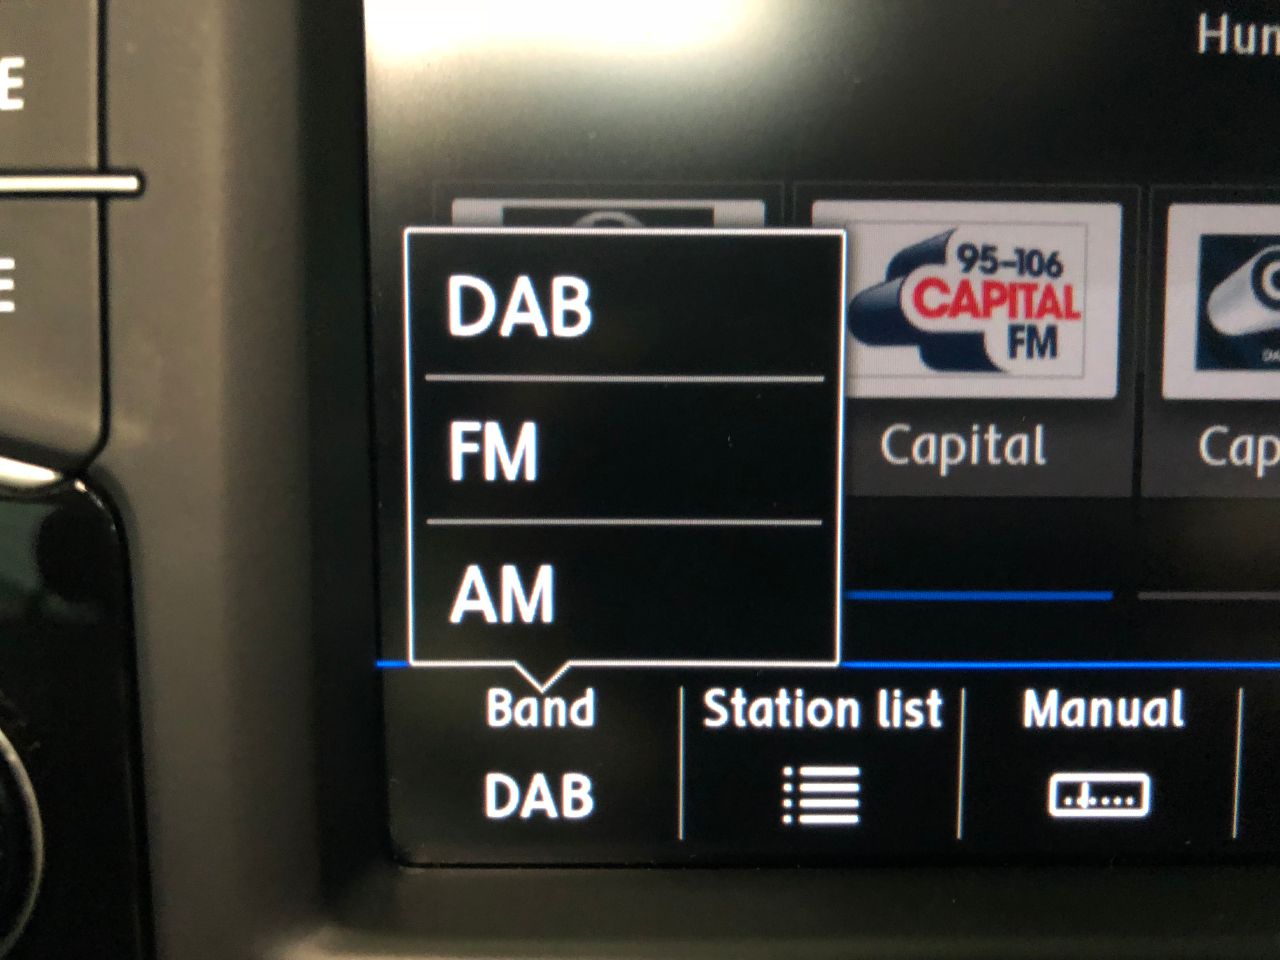 E
E
Hun
DAB
FM
AM
95-106
CAPITAL
FM
Capital
Cap
Band
DAB
Station list
Manual